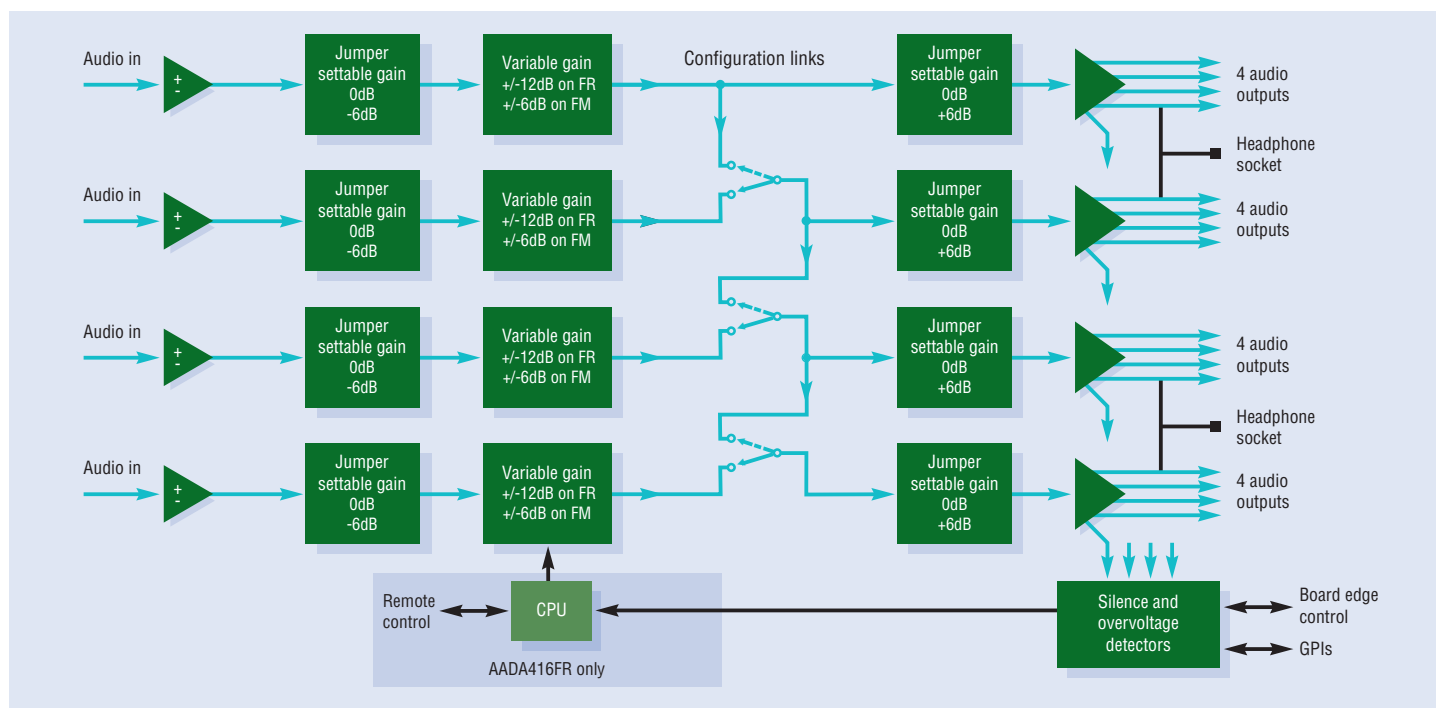 Audio in
+
-
Jumper
settable gain
0dB
-6dB
Variable gain
+/-12dB on FR
+/-6dB on FM
Configuration links
Jumper
settable gain
0dB
+6dB
4 audio
outputs
Headphone
socket
Audio in
+
-
Jumper
settable gain
0dB
-6dB
Variable gain
+/-12dB on FR
+/-6dB on FM
Jumper
settable gain
0dB
+6dB
4 audio
outputs
Audio in
+
-
Jumper
settable gain
0dB
-6dB
Variable gain
+/-12dB on FR
+/-6dB on FM
Jumper
settable gain
0dB
+6dB
4 audio
outputs
Headphone
socket
Audio in
+
-
Jumper
settable gain
0dB
-6dB
Variable gain
+/-12dB on FR
+/-6dB on FM
Jumper
settable gain
0dB
+6dB
4 audio
outputs
Remote
control
CPU
AADA416FR only
Silence and
overvoltage
detectors
Board edge
control
GPIs